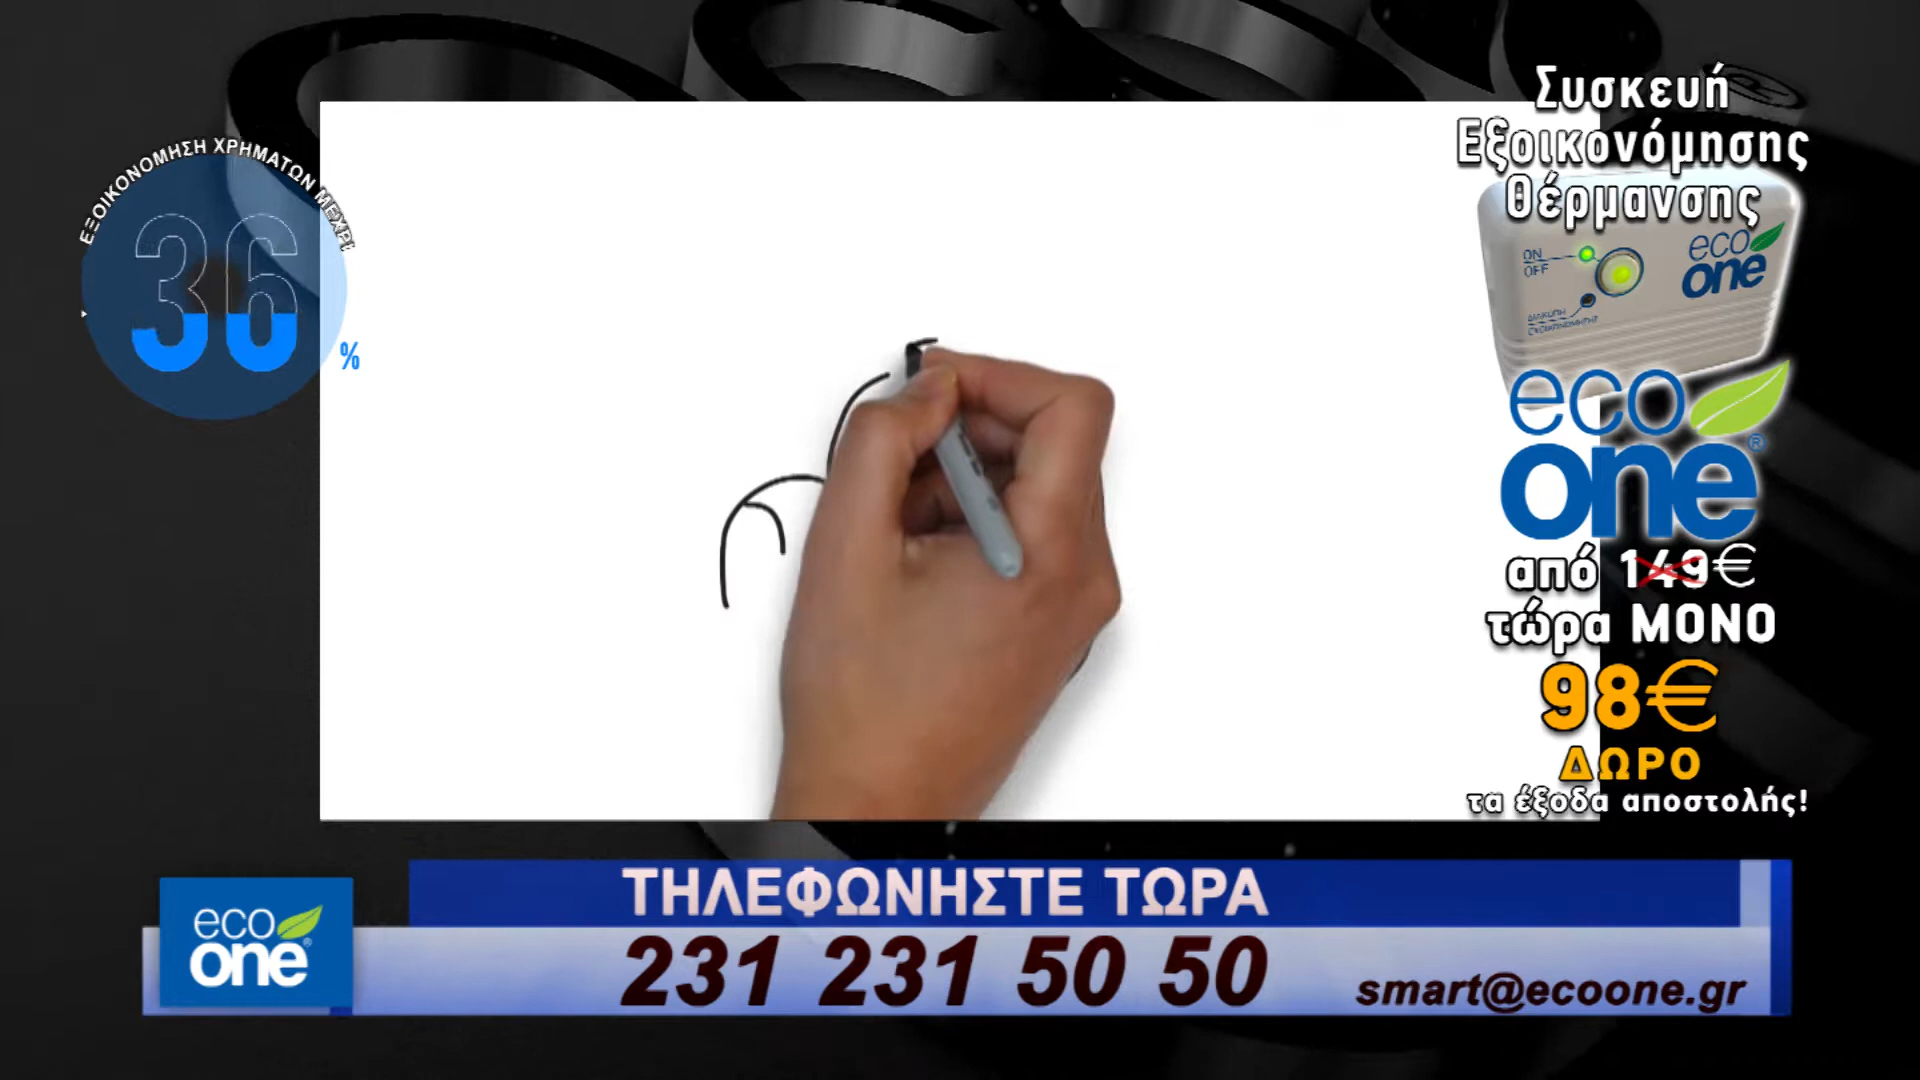 ΕΞΟΙΚΟΝΟΜΗΣΗ ΧΡΗΜΑΤΩΝ ΜΕΧΡΙ
36
%
Συσκευή
Εξοικονόμησης
Θέρμανσης
ON
OFF
eco
one
ΔΙΑΚΟΠΗ
eco
one®
από 149€
τώρα ΜΟΝΟ
98€
ΔΩΡΟ
τα έξοδα αποστολής!
ΤΗΛΕΦΩΝΗΣΤΕ ΤΩΡΑ
eco
one®
231 231 50 50
smart@ecoone.gr